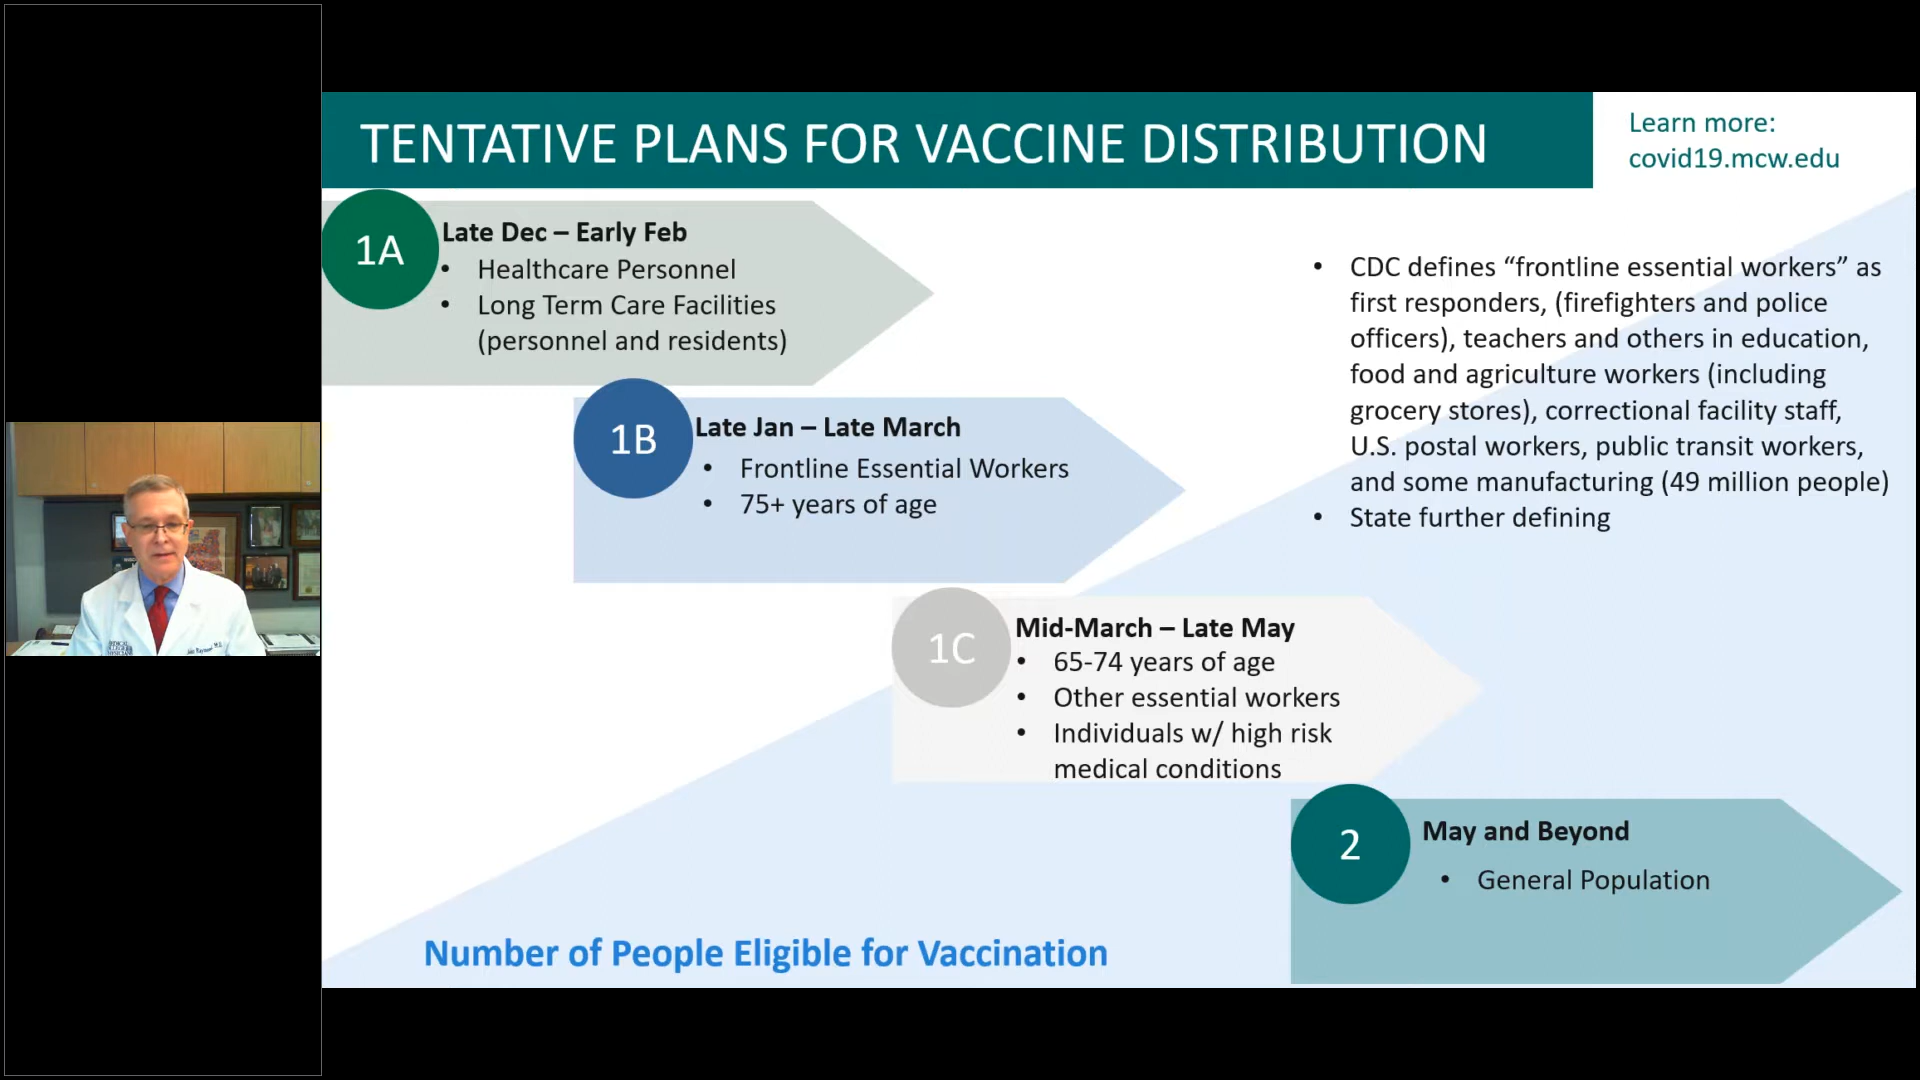 TENTATIVE PLANS FOR VACCINE DISTRIBUTION
Learn more:
covid19.mcw.edu
1A
Late Dec – Early Feb
• Healthcare Personnel
• Long Term Care Facilities
(personnel and residents)
1B
Late Jan – Late March
• Frontline Essential Workers
• 75+ years of age
1C
Mid-March – Late May
• 65-74 years of age
• Other essential workers
• Individuals w/ high risk
medical conditions
2
May and Beyond
• General Population
• CDC defines “frontline essential workers” as
first responders, (firefighters and police
officers), teachers and others in education,
food and agriculture workers (including
grocery stores), correctional facility staff,
U.S. postal workers, public transit workers,
and some manufacturing (49 million people)
• State further defining
Number of People Eligible for Vaccination